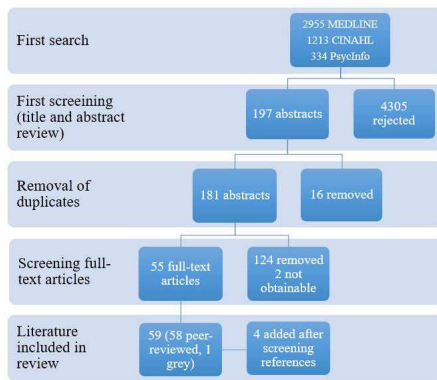 First search
2955 MEDLINE
1213 CINAHL
334 PsycInfo
First screeining
(title and abstract
review)
197 abstracts
4305
rejected
Removal of
duplicates
181 abstracts
16 removed
Screening full-
text articles
55 full-text
articles
124 removed
2 not
obtainable
Literature
included in
review
59 (58 peer-
reviewed, 1
grey)
4 added after
screening
references